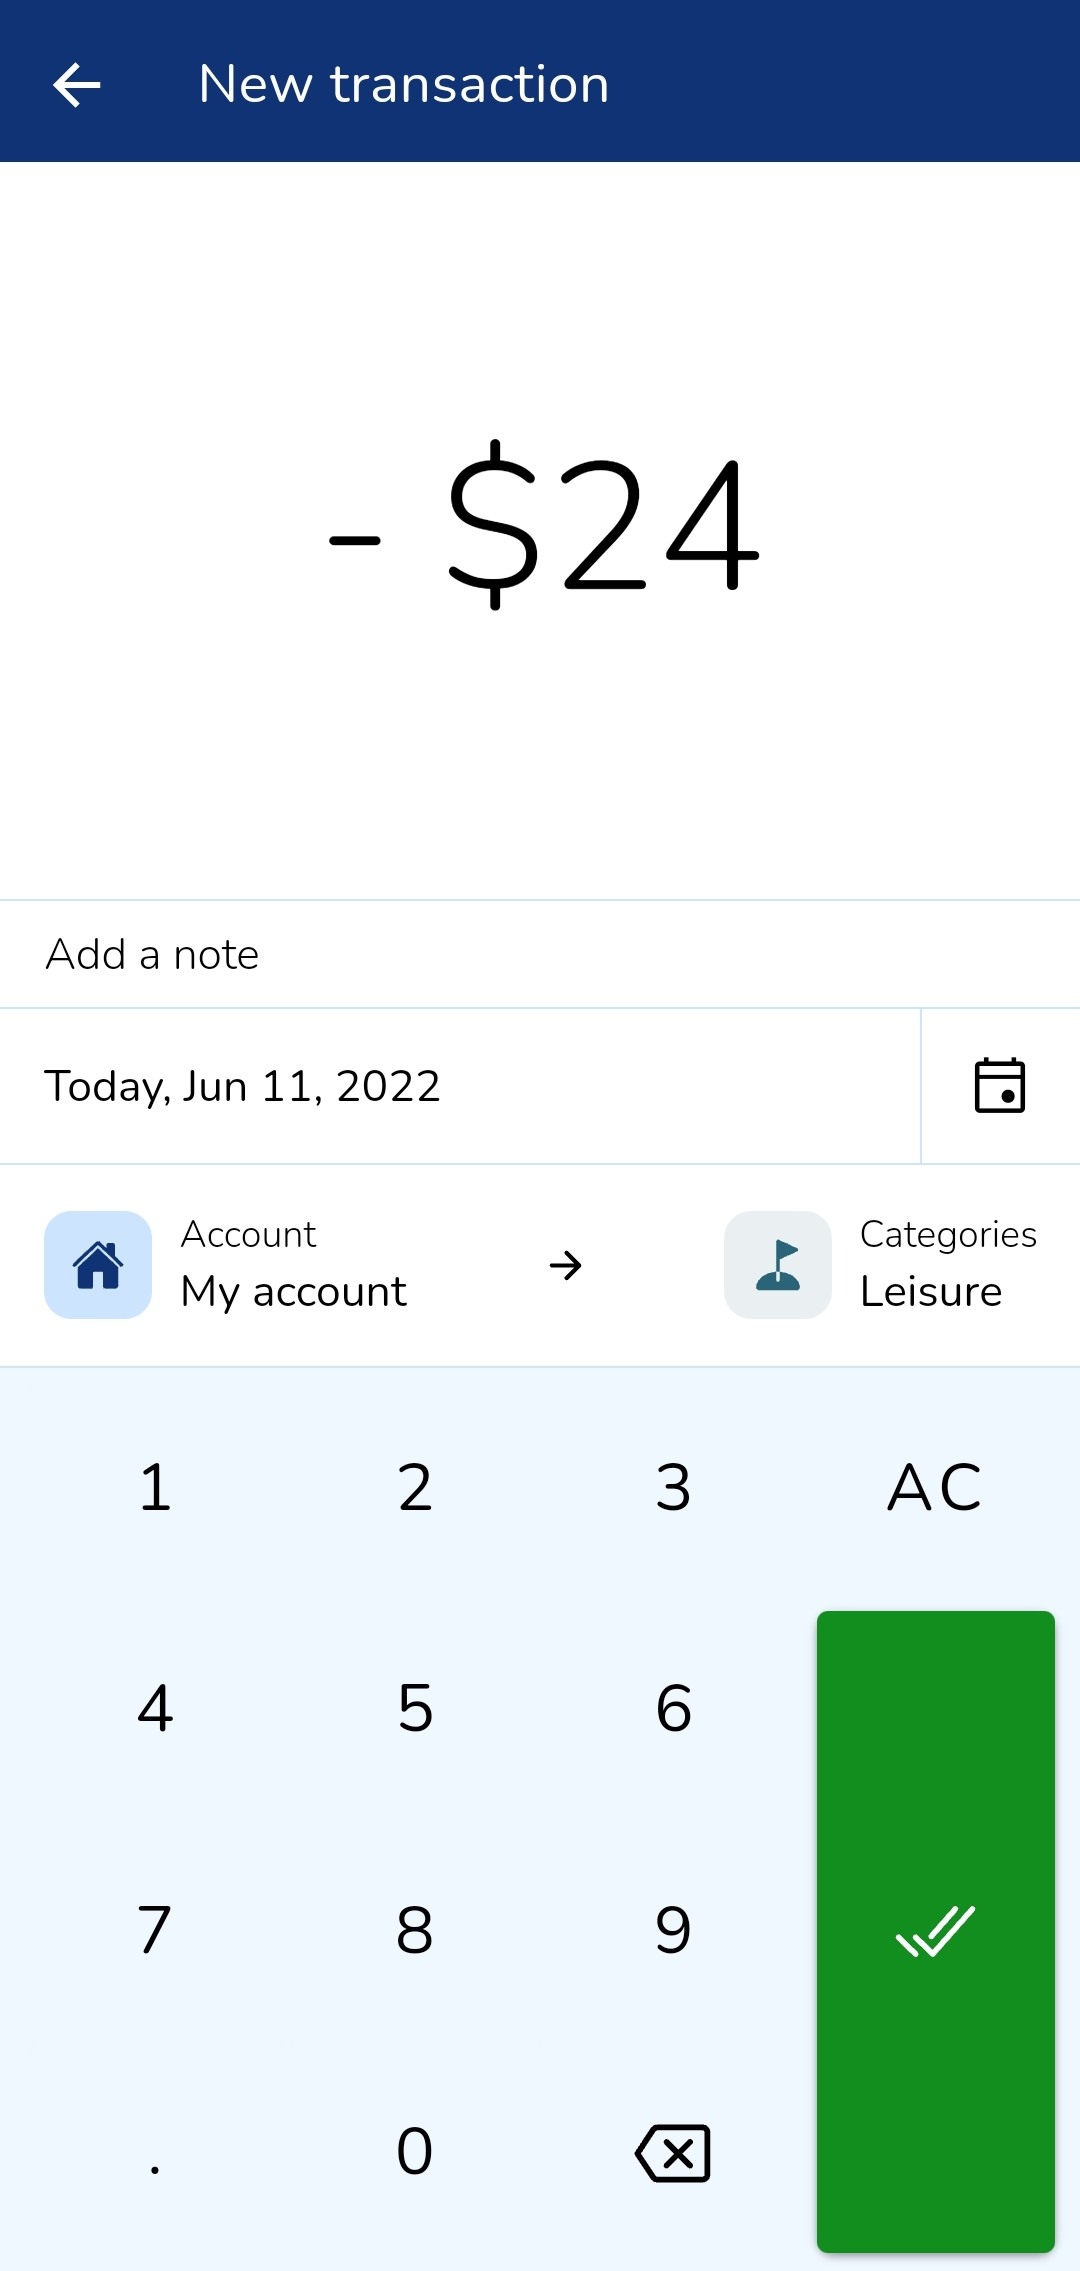 New transaction
- $24
Add a note
Today, Jun 11, 2022
Account
My account
Categories
Leisure
1 2 3 AC
4 5 6
7 8 9
. 0